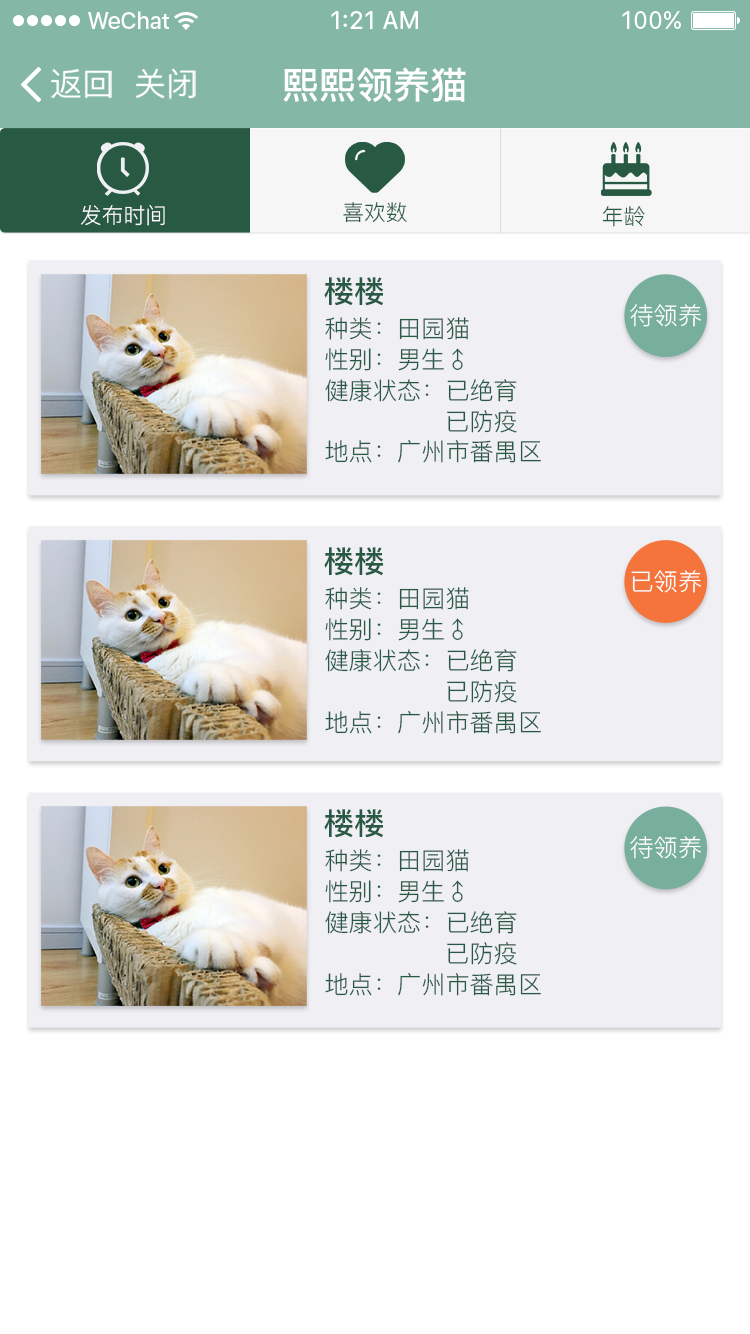 WeChat 1:21 AM 100%
返回 关闭 熙熙领养猫
发布时间 喜欢数 年龄
楼楼
待领养
种类：田园猫
性别：男生♂
健康状态：已绝育
已防疫
地点：广州市番禺区
楼楼
已领养
种类：田园猫
性别：男生♂
健康状态：已绝育
已防疫
地点：广州市番禺区
楼楼
待领养
种类：田园猫
性别：男生♂
健康状态：已绝育
已防疫
地点：广州市番禺区